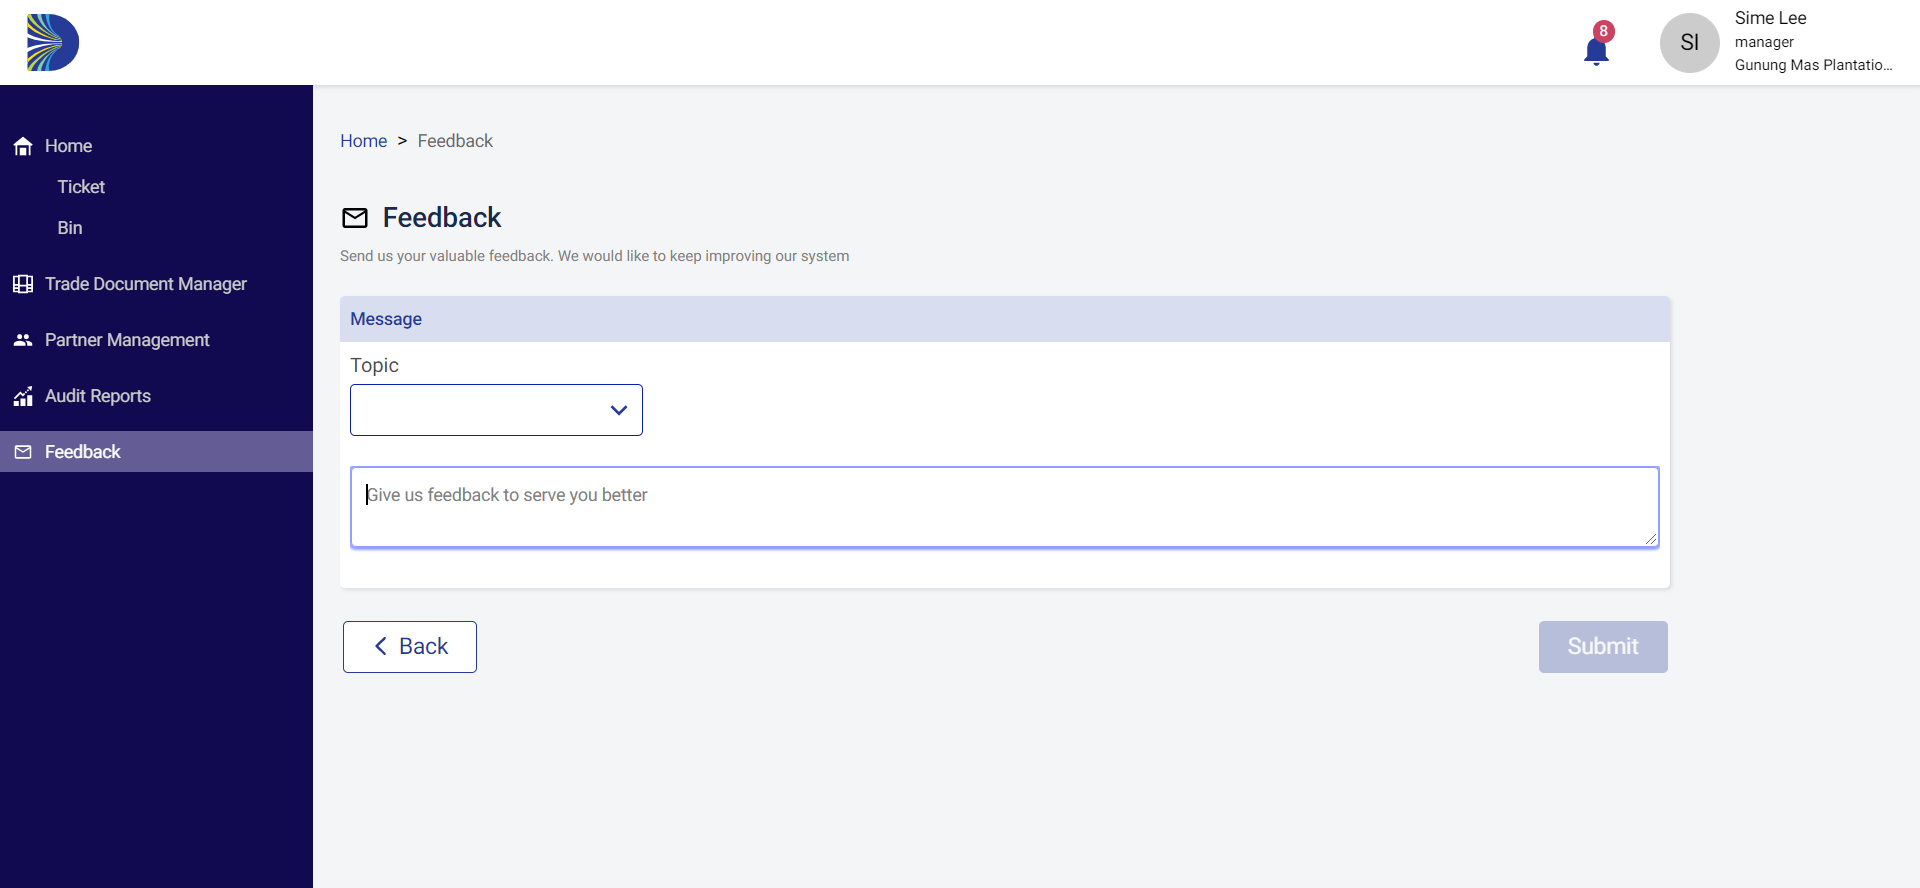 8
SI
Sime Lee
manager
Gunung Mas Plantatio...
Home
Ticket
Bin
Trade Document Manager
Partner Management
Audit Reports
Feedback
Home > Feedback
Feedback
Send us your valuable feedback. We would like to keep improving our system
Message
Topic
Give us feedback to serve you better
Back
Submit